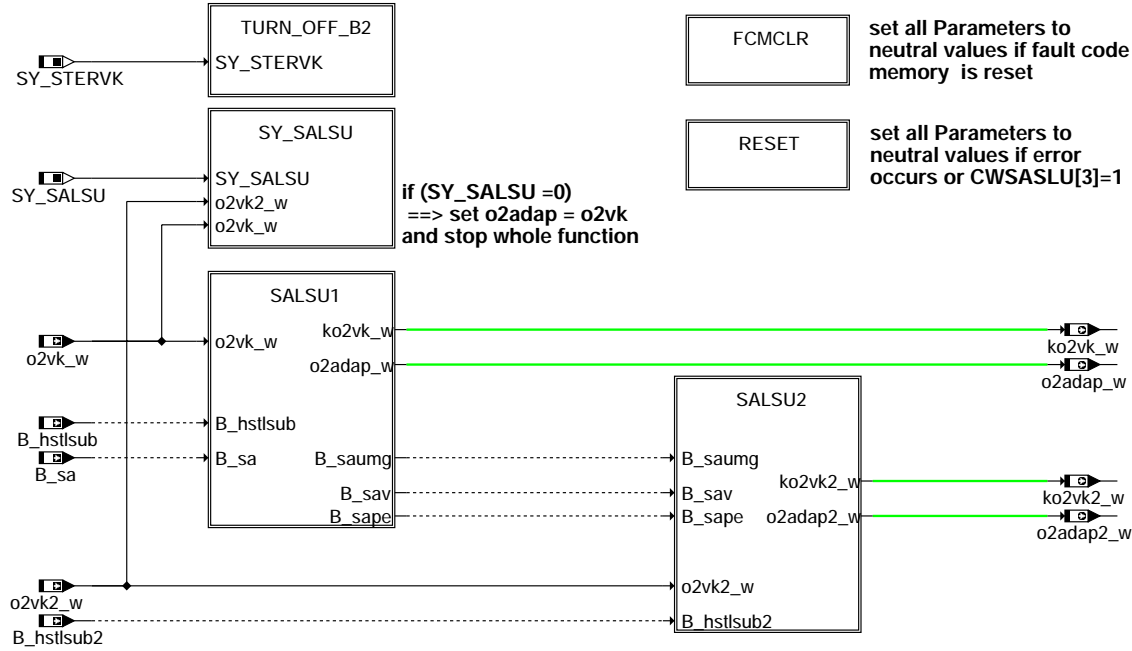 TURN_OFF_B2
SY_STERVK
SY_STERVK
FCMCLR
set all Parameters to
neutral values if fault code
memory is reset
SY_SALSU
SY_SALSU
SY_SALSU
o2vk2_w
o2vk_w
if (SY_SALSU =0)
==> set o2adap = o2vk
and stop whole function
RESET
set all Parameters to
neutral values if error
occurs or CWSASLU[3]=1
SALSU1
o2vk_w
o2vk_w
ko2vk_w
ko2vk_w
o2adap_w
o2adap_w
B_hstlsub
B_hstlsub
B_sa
B_sa
B_saumg
B_sav
B_sape
SALSU2
B_saumg
B_sav
B_sape
ko2vk2_w
ko2vk2_w
o2adap2_w
o2adap2_w
o2vk2_w
o2vk2_w
B_hstlsub2
B_hstlsub2